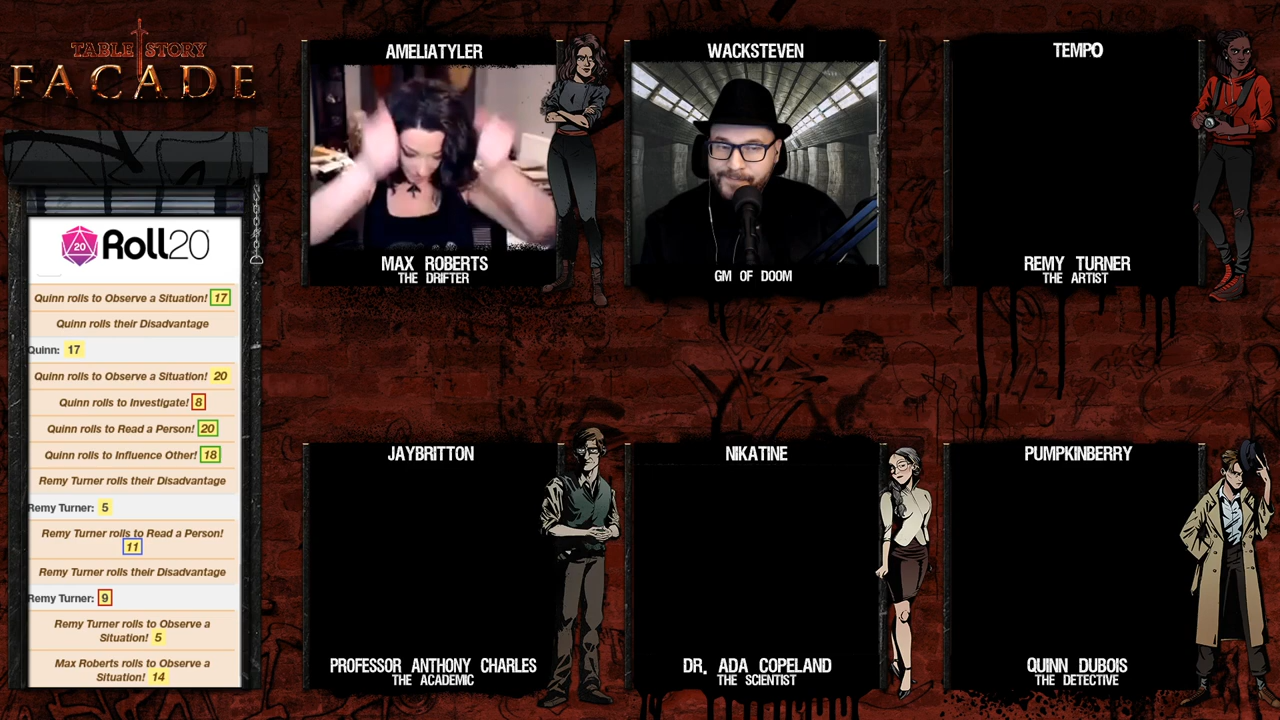 TABLE STORY
FACADE
20
Roll20
Quinn rolls to Observe a Situation! 17
Quinn rolls their Disadvantage
Quinn: 17
Quinn rolls to Observe a Situation! 20
Quinn rolls to Investigate! 8
Quinn rolls to Read a Person! 20
Quinn rolls to Influence Other! 18
Remy Turner rolls their Disadvantage
Remy Turner: 5
Remy Turner rolls to Read a Person!
11
Remy Turner rolls their Disadvantage
Remy Turner: 9
Remy Turner rolls to Observe a
Situation! 5
Max Roberts rolls to Observe a
Situation! 14
AMELIATYLER
MAX ROBERTS
THE DRIFTER
WACKSTEVEN
GM OF DOOM
TEMPO
REMY TURNER
THE ARTIST
JAYBRITTON
PROFESSOR ANTHONY CHARLES
THE ACADEMIC
NIKATINE
DR. ADA COPELAND
THE SCIENTIST
PUMPKINBERRY
QUINN DUBOIS
THE DETECTIVE